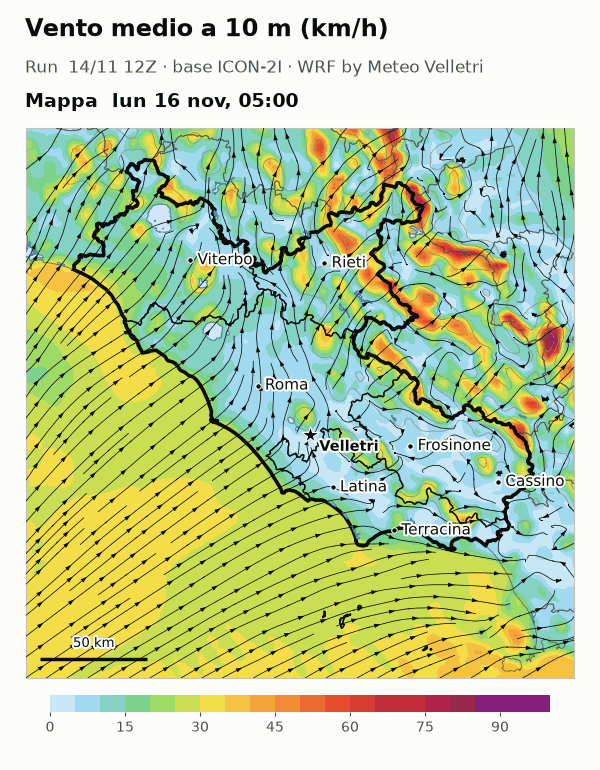 Vento medio a 10 m (km/h)
Run  14/11 12Z · base ICON-2I · WRF by Meteo Velletri
Mappa  lun 16 nov, 05:00
Viterbo
Rieti
Roma
Velletri
Frosinone
Latina
Cassino
Terracina
50 km
0 15 30 45 60 75 90